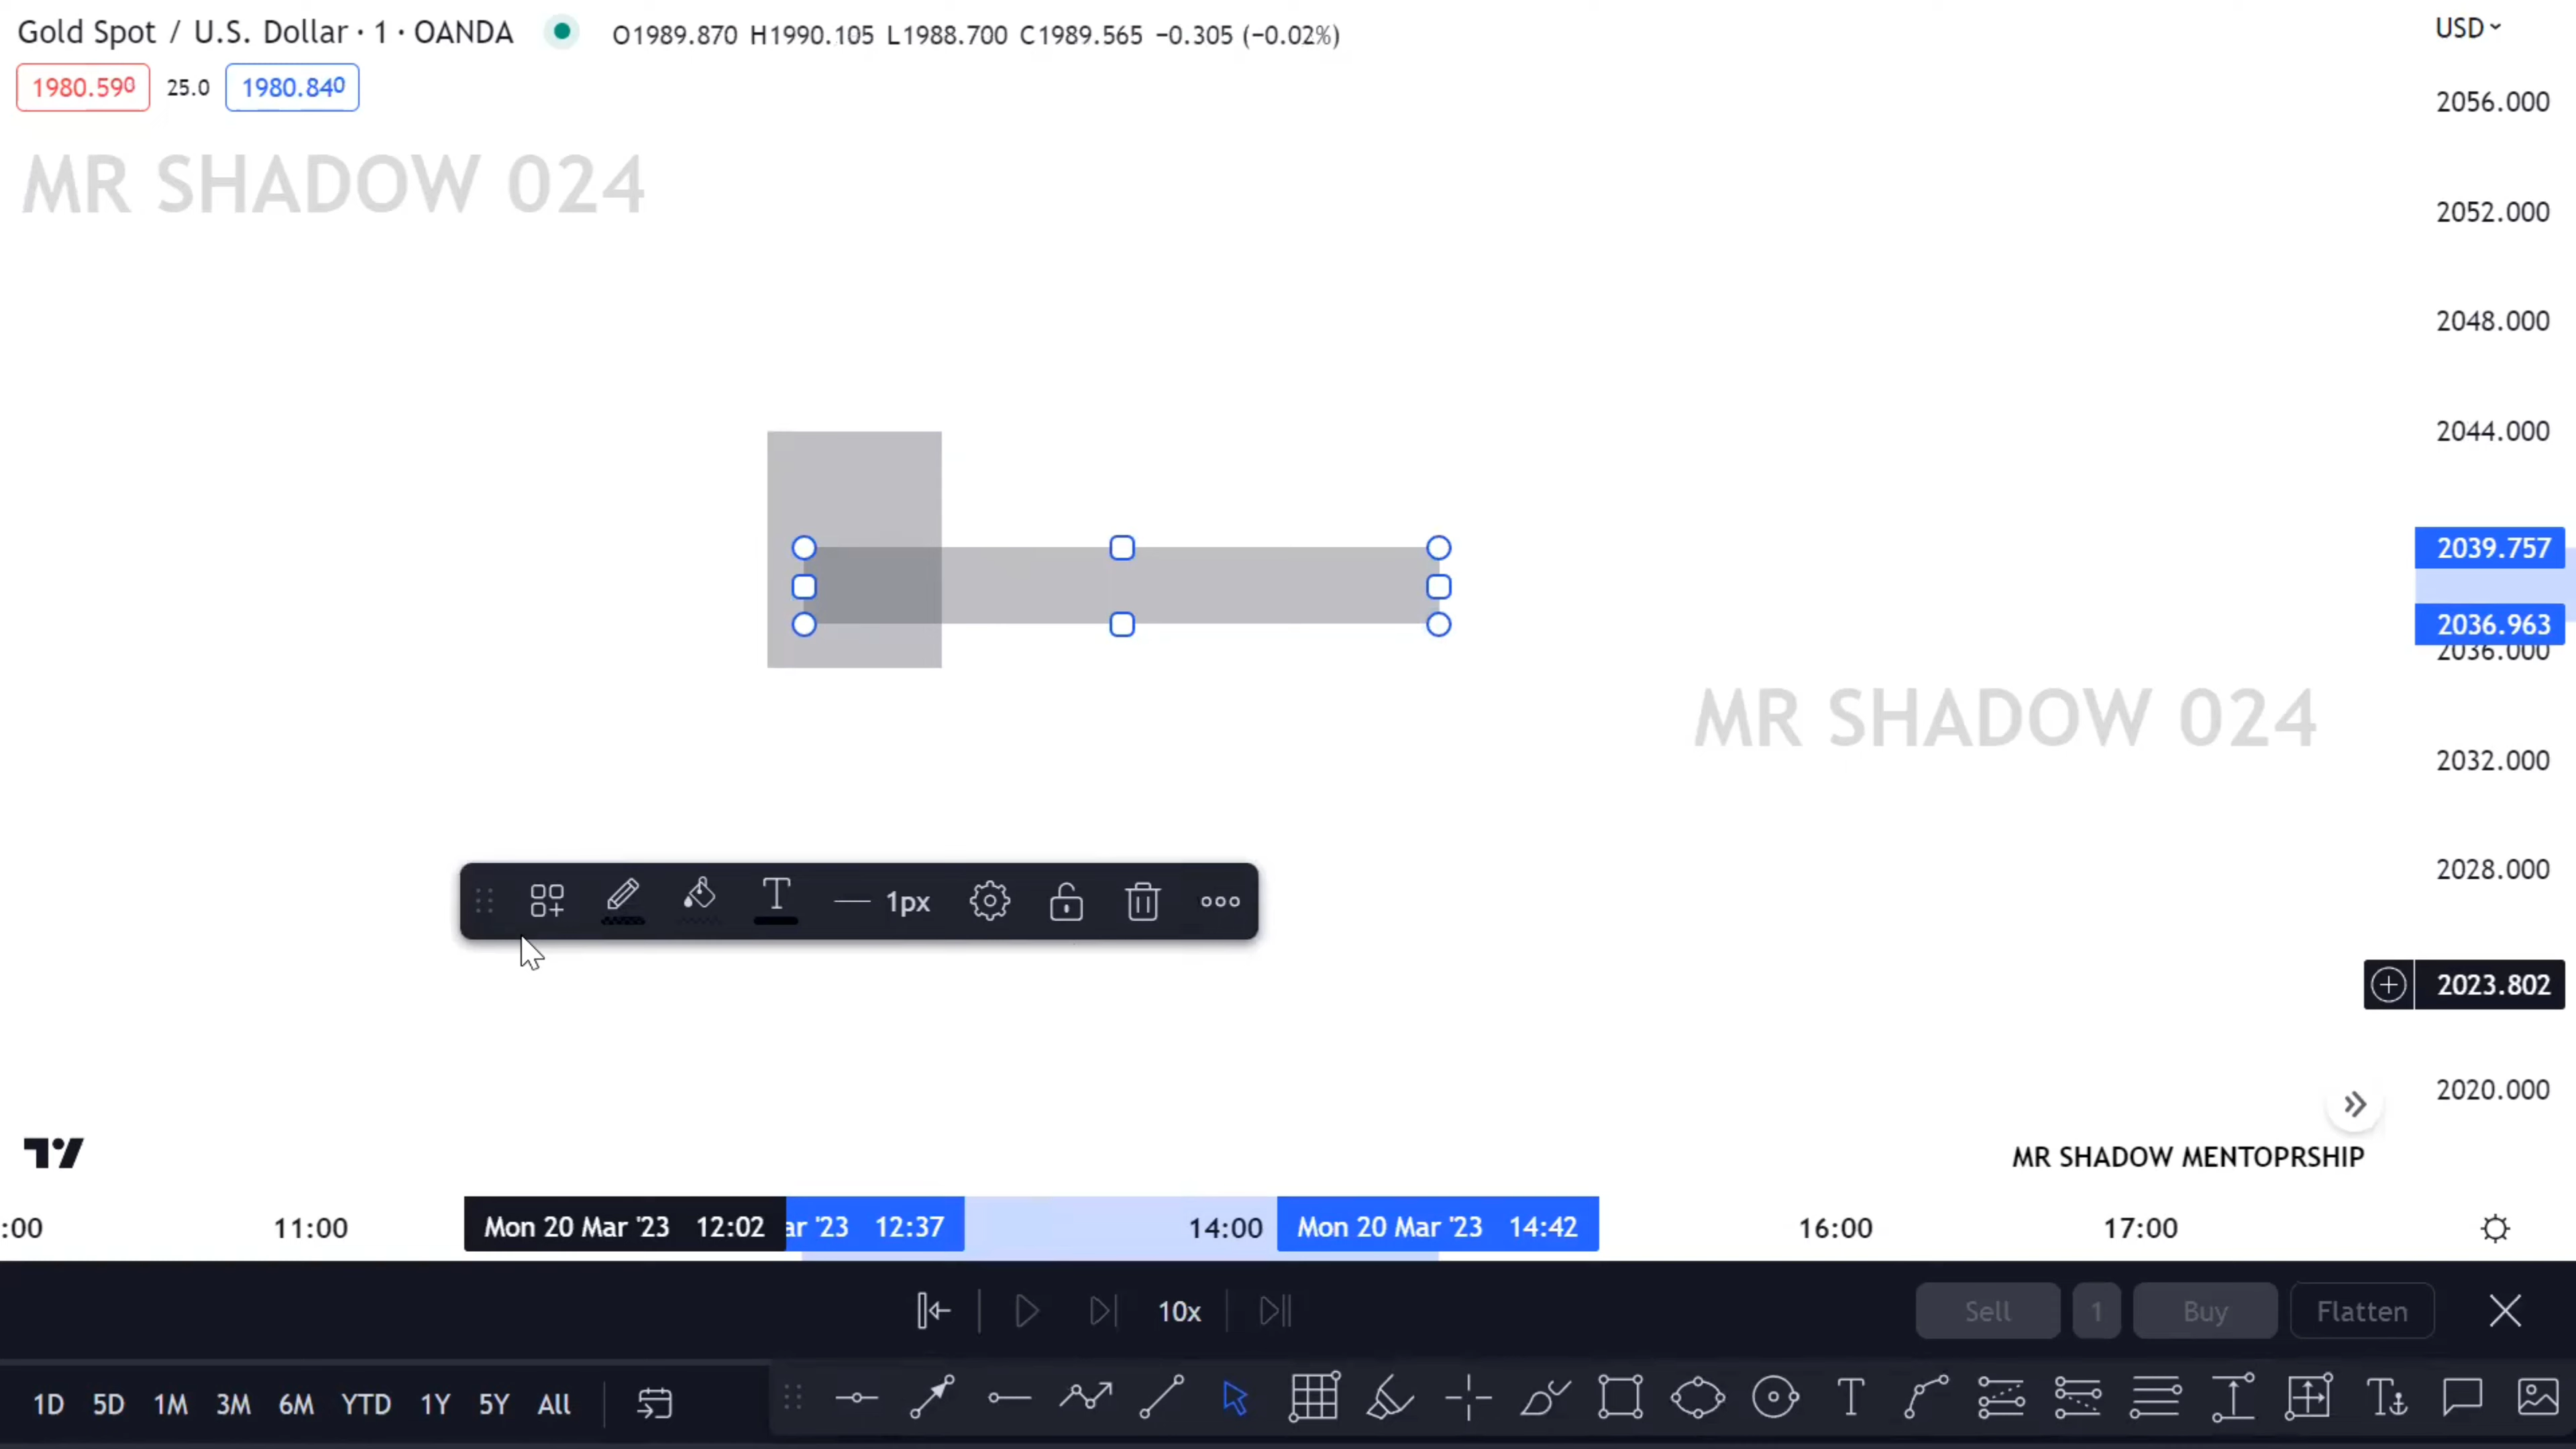 Gold Spot / U.S. Dollar · 1 · OANDA O1989.870 H1990.105 L1988.700 C1989.565 −0.305 (−0.02%) USD
1980.590 25.0 1980.840
2056.000
MR SHADOW 024
2052.000
2048.000
2044.000
2039.757
2036.963
2036.000
MR SHADOW 024
2032.000
2028.000
T 1px
2023.802
2020.000
MR SHADOW MENTOPRSHIP
:00 11:00 Mon 20 Mar '23 12:02 ar '23 12:37 14:00 Mon 20 Mar '23 14:42 16:00 17:00
10x Sell 1 Buy Flatten
1D 5D 1M 3M 6M YTD 1Y 5Y All